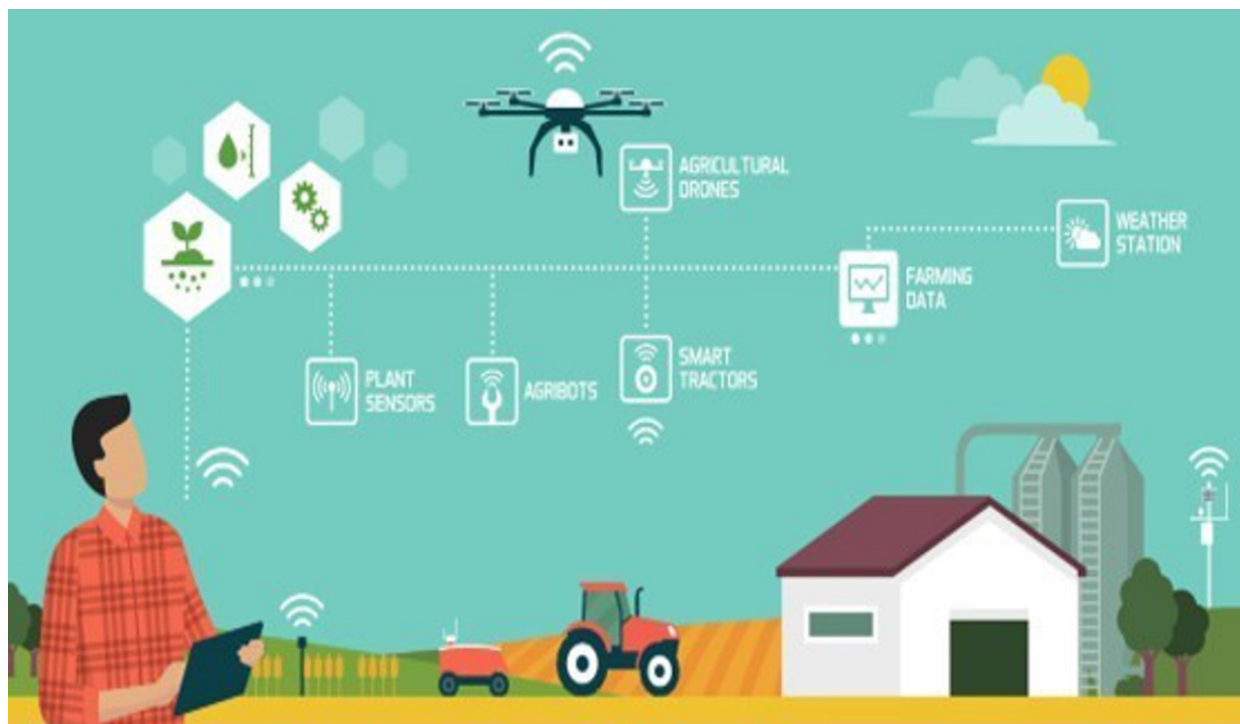 AGRICULTURAL
DRONES
WEATHER
STATION
FARMING
DATA
PLANT
SENSORS
AGRIBOTS
SMART
TRACTORS